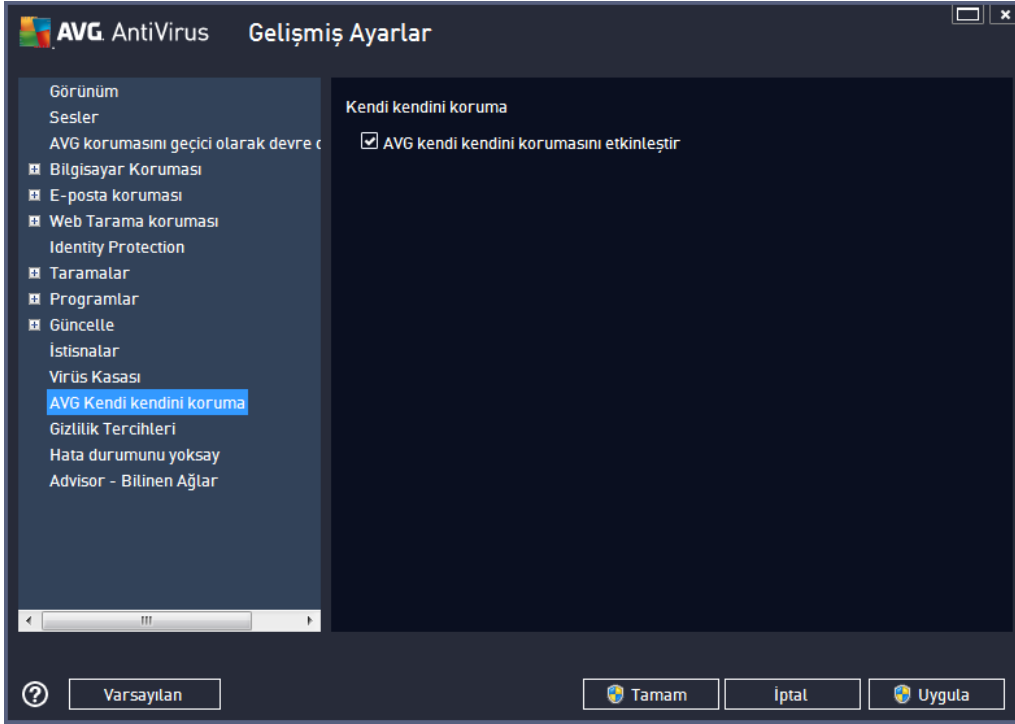 AVG. AntiVirus Gelişmiş Ayarlar
Görünüm
Sesler
AVG korumasını geçici olarak devre
Bilgisayar Koruması
E-posta koruması
Web Tarama koruması
Identity Protection
Taramalar
Programlar
Güncelle
İstisnalar
Virüs Kasası
AVG Kendi kendini koruma
Gizlilik Tercihleri
Hata durumunu yoksay
Advisor - Bilinen Ağlar
Kendi kendini koruma
AVG kendi kendini korumasını etkinleştir
Varsayılan
Tamam
İptal
Uygula